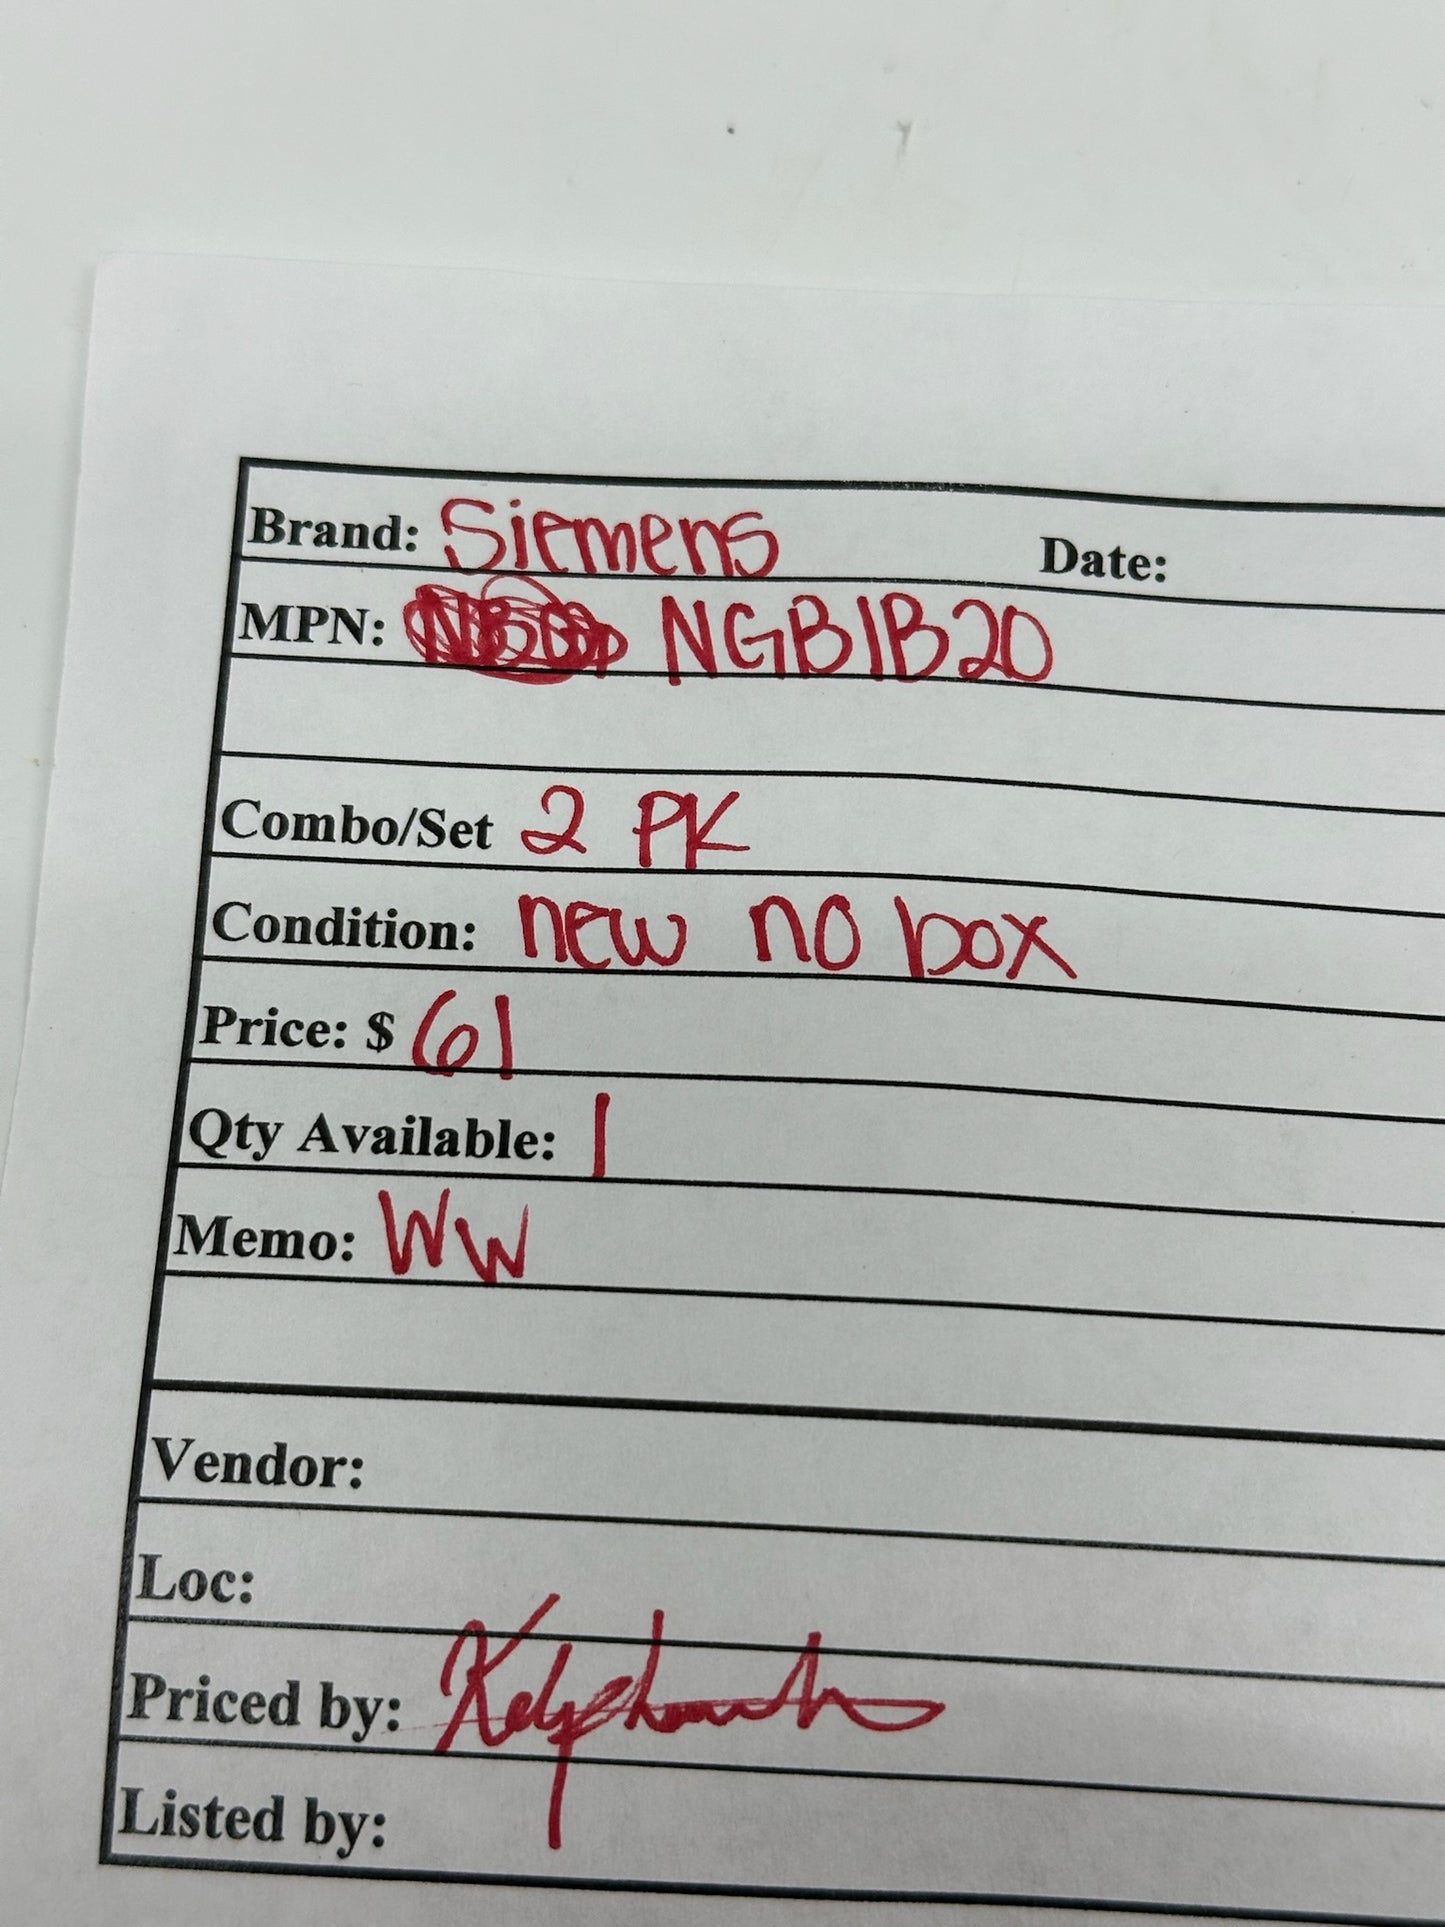 Brand: Siemens Date:
MPN: NGB1B20
Combo/Set 2 PK
Condition: new no box
Price: $ 61
Qty Available: 1
Memo: WW
Vendor:
Loc:
Priced by:
Listed by: